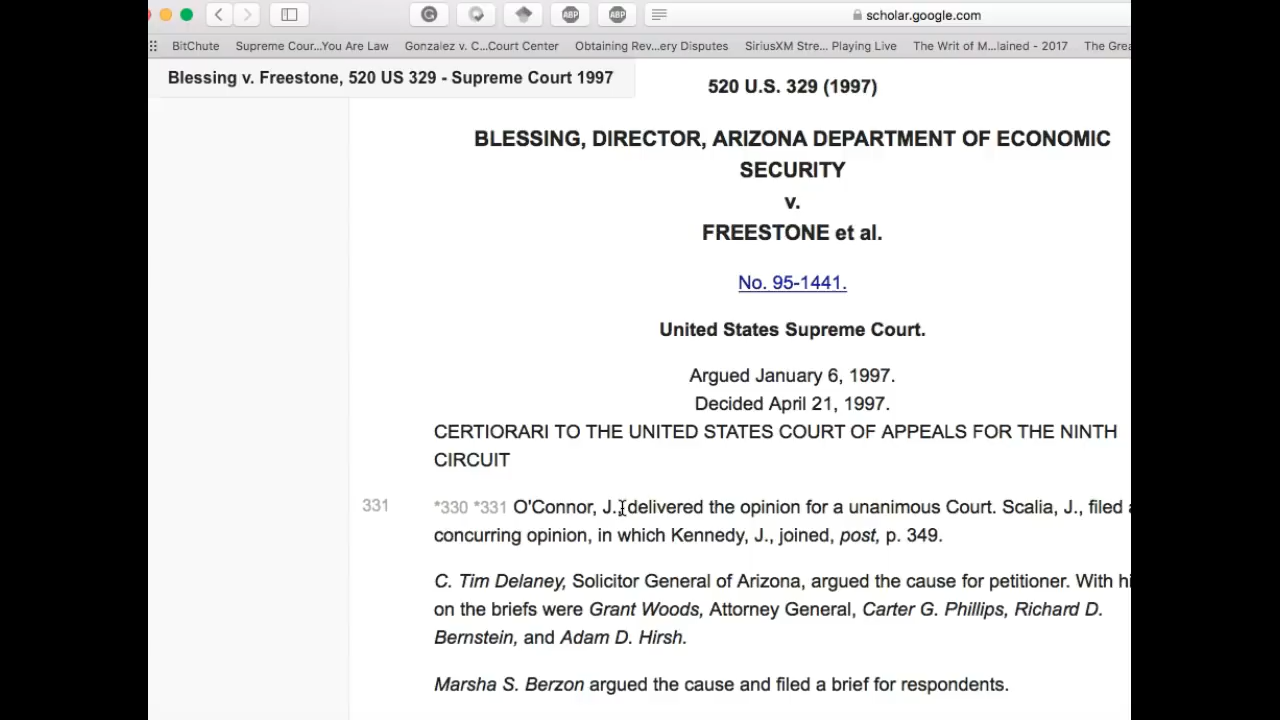 ABP
ABP
scholar.google.com
BitChute
Supreme Cour...You Are Law
Gonzalez v. C...Court Center
Obtaining Rev...ery Disputes
SiriusXM Stre... Playing Live
The Writ of M...lained - 2017
The Grea
Blessing v. Freestone, 520 US 329 - Supreme Court 1997
520 U.S. 329 (1997)
BLESSING, DIRECTOR, ARIZONA DEPARTMENT OF ECONOMIC
SECURITY
v.
FREESTONE et al.
No. 95-1441.
United States Supreme Court.
Argued January 6, 1997.
Decided April 21, 1997.
CERTIORARI TO THE UNITED STATES COURT OF APPEALS FOR THE NINTH
CIRCUIT
331 *330 *331 O'Connor, J., delivered the opinion for a unanimous Court. Scalia, J., filed a
concurring opinion, in which Kennedy, J., joined, post, p. 349.
C. Tim Delaney, Solicitor General of Arizona, argued the cause for petitioner. With hi
on the briefs were Grant Woods, Attorney General, Carter G. Phillips, Richard D.
Bernstein, and Adam D. Hirsh.
Marsha S. Berzon argued the cause and filed a brief for respondents.